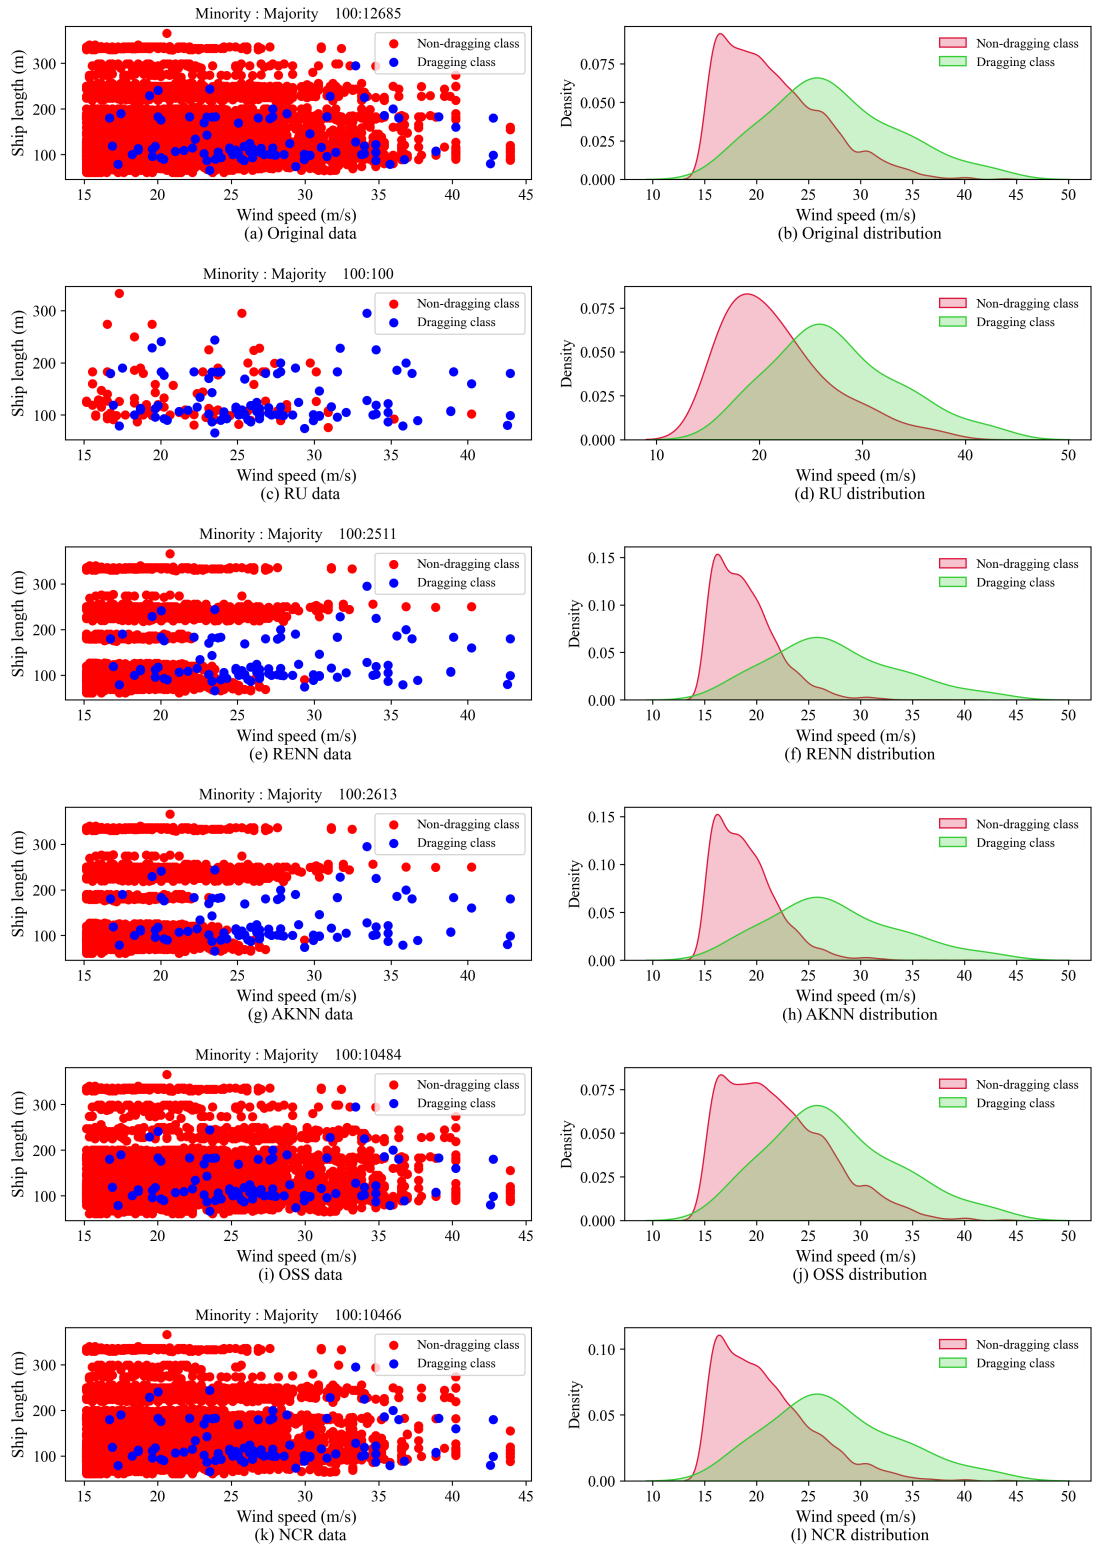 Minority : Majority 100:12685
Ship length (m)
300
200
100
Non-dragging class
Dragging class
15 20 25 30 35 40 45
Wind speed (m/s)
(a) Original data
Density
0.075
0.050
0.025
0.000
Non-dragging class
Dragging class
10 15 20 25 30 35 40 45 50
Wind speed (m/s)
(b) Original distribution
Minority : Majority 100:100
Ship length (m)
300
200
100
Non-dragging class
Dragging class
15 20 25 30 35 40
Wind speed (m/s)
(c) RU data
Density
0.075
0.050
0.025
0.000
Non-dragging class
Dragging class
10 20 30 40 50
Wind speed (m/s)
(d) RU distribution
Minority : Majority 100:2511
Ship length (m)
300
200
100
Non-dragging class
Dragging class
15 20 25 30 35 40
Wind speed (m/s)
(e) RENN data
Density
0.15
0.10
0.05
0.00
Non-dragging class
Dragging class
10 15 20 25 30 35 40 45 50
Wind speed (m/s)
(f) RENN distribution
Minority : Majority 100:2613
Ship length (m)
300
200
100
Non-dragging class
Dragging class
15 20 25 30 35 40
Wind speed (m/s)
(g) AKNN data
Density
0.15
0.10
0.05
0.00
Non-dragging class
Dragging class
10 15 20 25 30 35 40 45 50
Wind speed (m/s)
(h) AKNN distribution
Minority : Majority 100:10484
Ship length (m)
300
200
100
Non-dragging class
Dragging class
15 20 25 30 35 40 45
Wind speed (m/s)
(i) OSS data
Density
0.075
0.050
0.025
0.000
Non-dragging class
Dragging class
10 15 20 25 30 35 40 45 50
Wind speed (m/s)
(j) OSS distribution
Minority : Majority 100:10466
Ship length (m)
300
200
100
Non-dragging class
Dragging class
15 20 25 30 35 40 45
Wind speed (m/s)
(k) NCR data
Density
0.10
0.05
0.00
Non-dragging class
Dragging class
10 15 20 25 30 35 40 45 50
Wind speed (m/s)
(l) NCR distribution